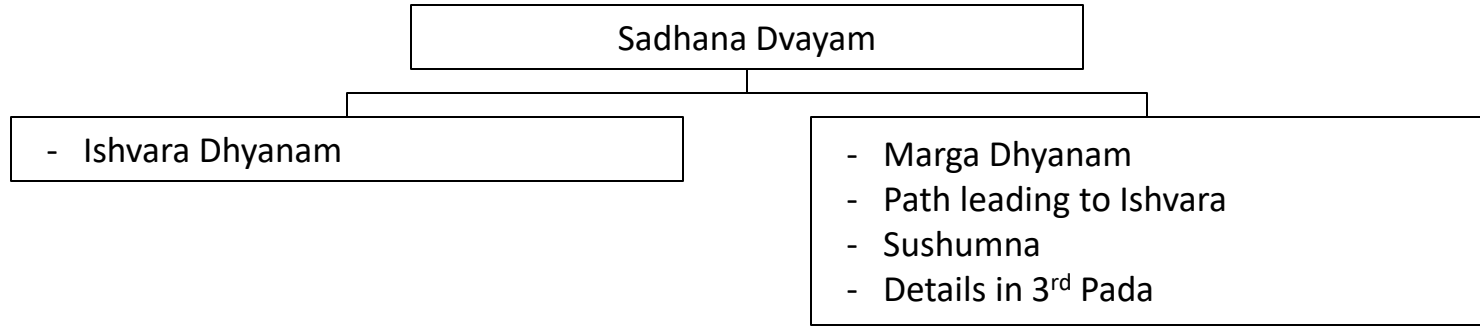 Sadhana Dvayam
- Ishvara Dhyanam
- Marga Dhyanam
- Path leading to Ishvara
- Sushumna
- Details in 3rd Pada